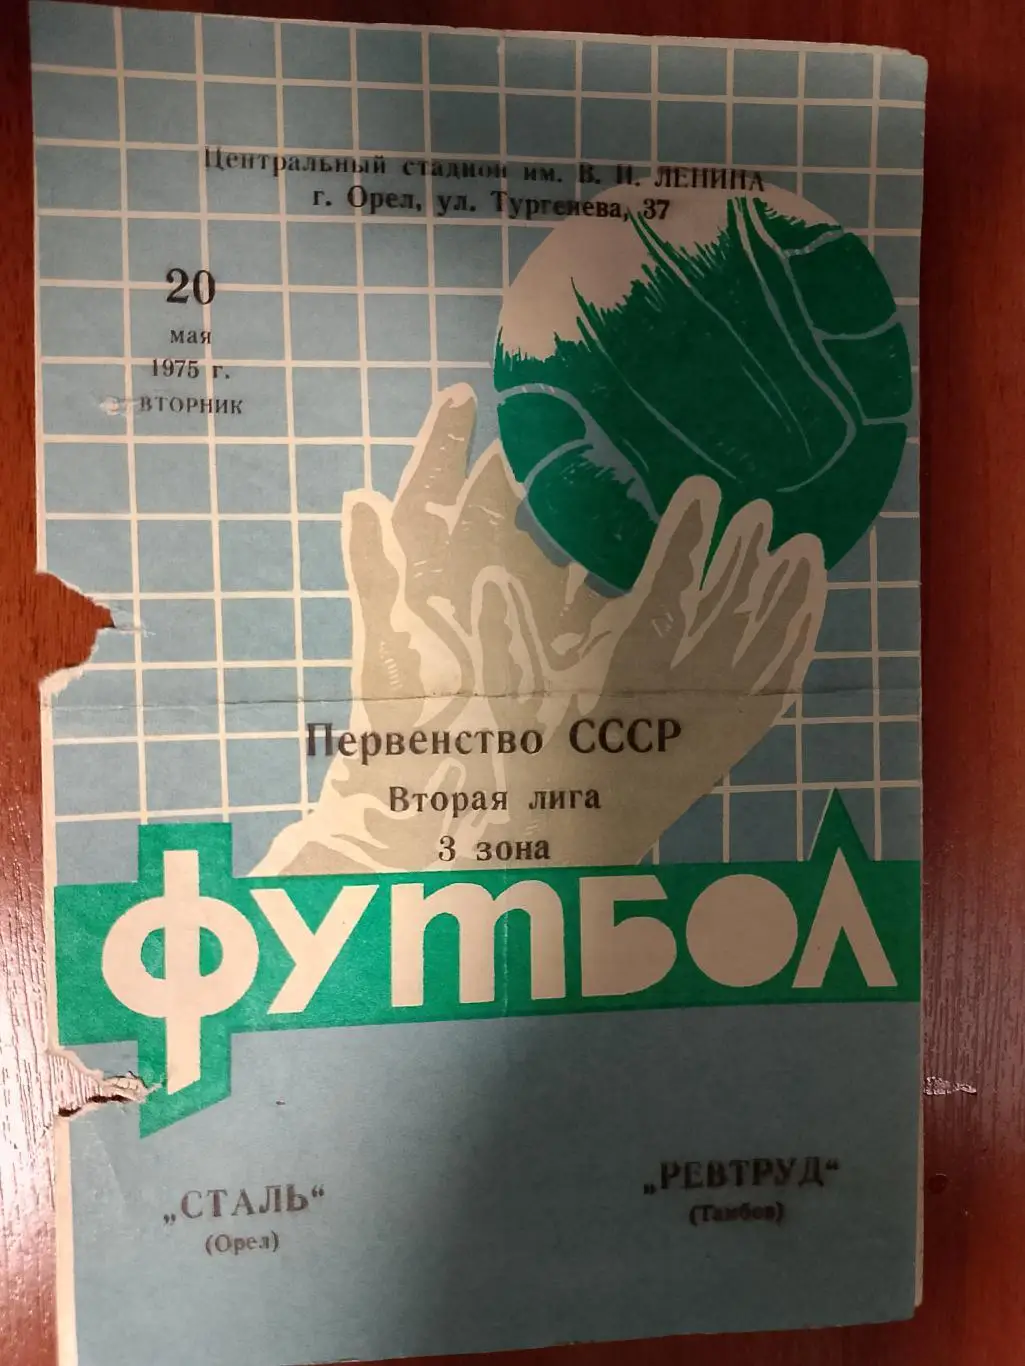 Центральный стадион им. В. И. ЛЕНИНА
г. Орел, ул. Тургенева, 37
20
мая
1975 г.
ВТОРНИК
Первенство СССР
Вторая лига
3 зона
ФУТБОЛ
„СТАЛЬ“
(Орел)
„РЕВТРУД“
(Тамбов)